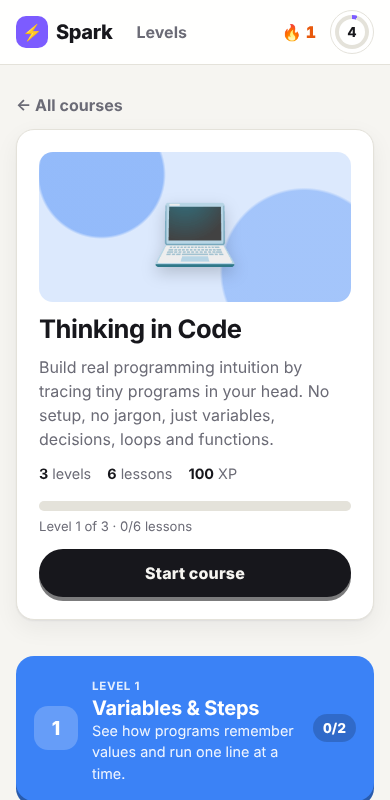 ⚡ Spark Levels 🔥 1 4
← All courses
Thinking in Code
Build real programming intuition by
tracing tiny programs in your head. No
setup, no jargon, just variables,
decisions, loops and functions.
3 levels 6 lessons 100 XP
Level 1 of 3 · 0/6 lessons
Start course
LEVEL 1
1 Variables & Steps 0/2
See how programs remember
values and run one line at a
time.